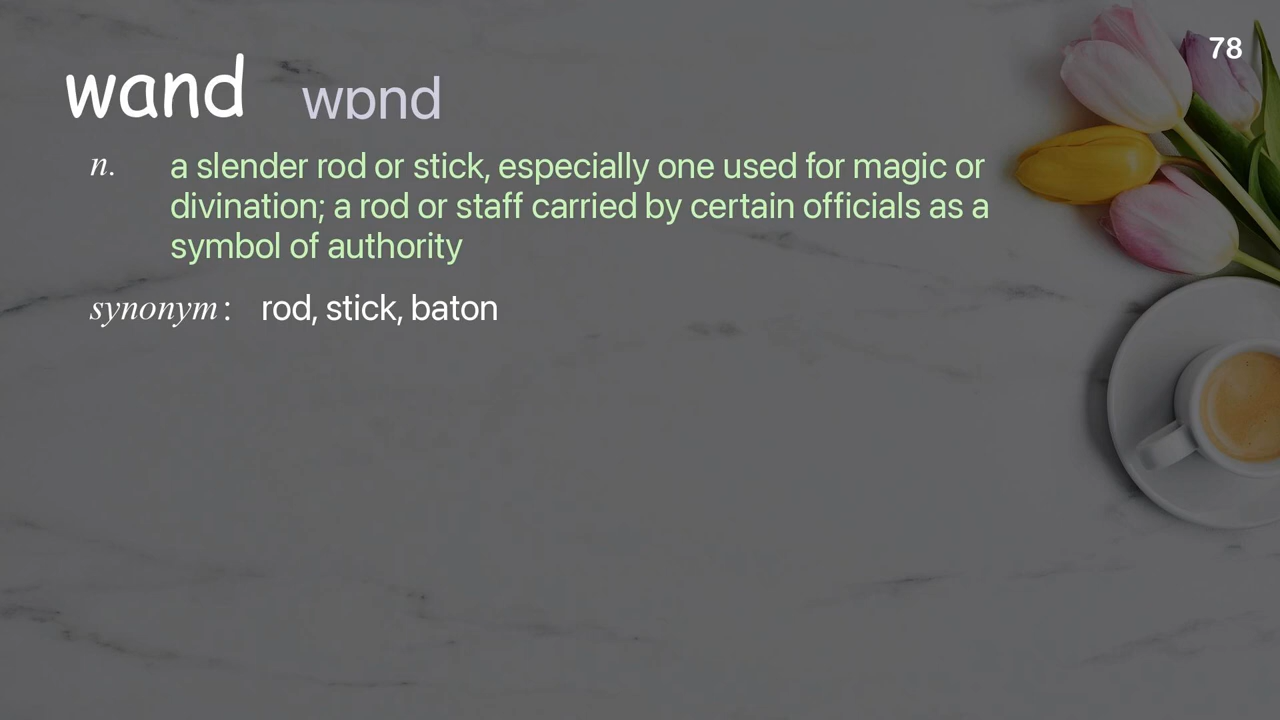 78
wand wɒnd
n. a slender rod or stick, especially one used for magic or
divination; a rod or staff carried by certain officials as a
symbol of authority
synonym : rod, stick, baton